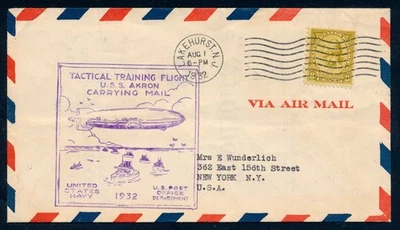 LAKEHURST, N.J.
AUG 1
6-PM
1932
TACTICAL TRAINING FLIGHT
U.S.S. AKRON
CARRYING MAIL
UNITED
STATES
NAVY
1932
U.S. POST
OFFICE
DEPARTMENT
VIA AIR MAIL
Mrs E Wunderlich
362 East 156th Street
NEW YORK N.Y.
U.S.A.